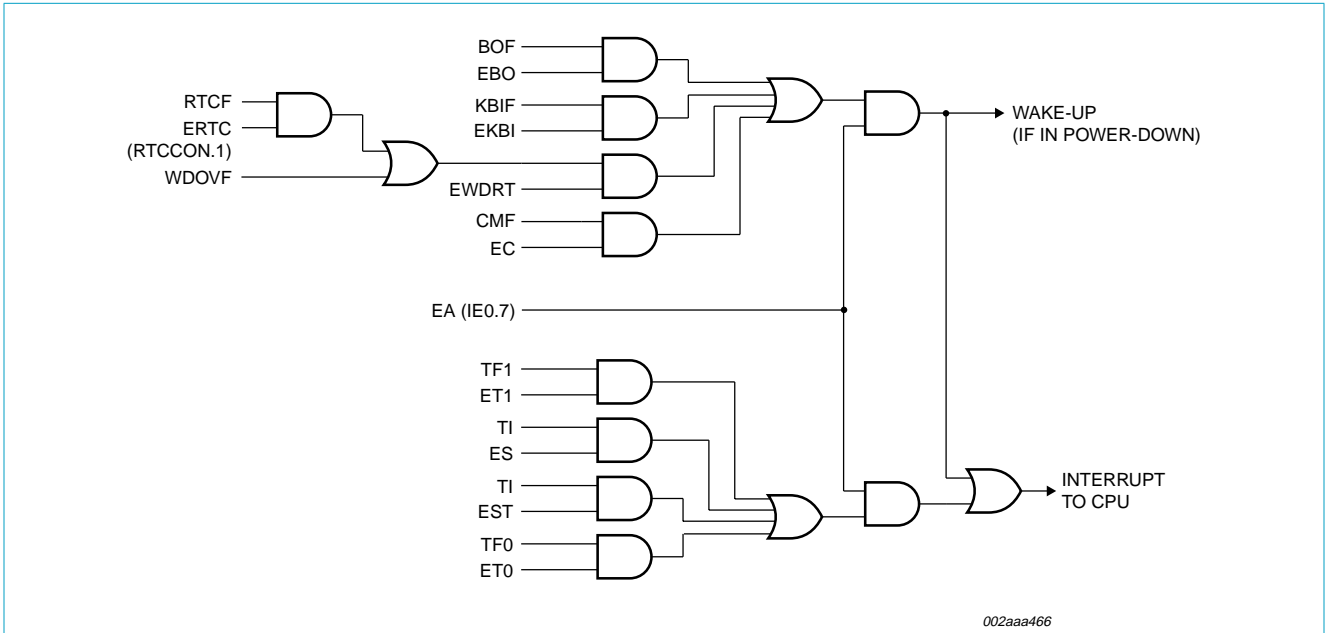 BOF
EBO
RTCF
KBIF
ERTC
EKBI
(RTCCON.1)
WDOVF
EWDRT
CMF
EC
WAKE-UP
(IF IN POWER-DOWN)
EA (IE0.7)
TF1
ET1
TI
ES
TI
EST
TF0
ET0
INTERRUPT
TO CPU
002aaa466